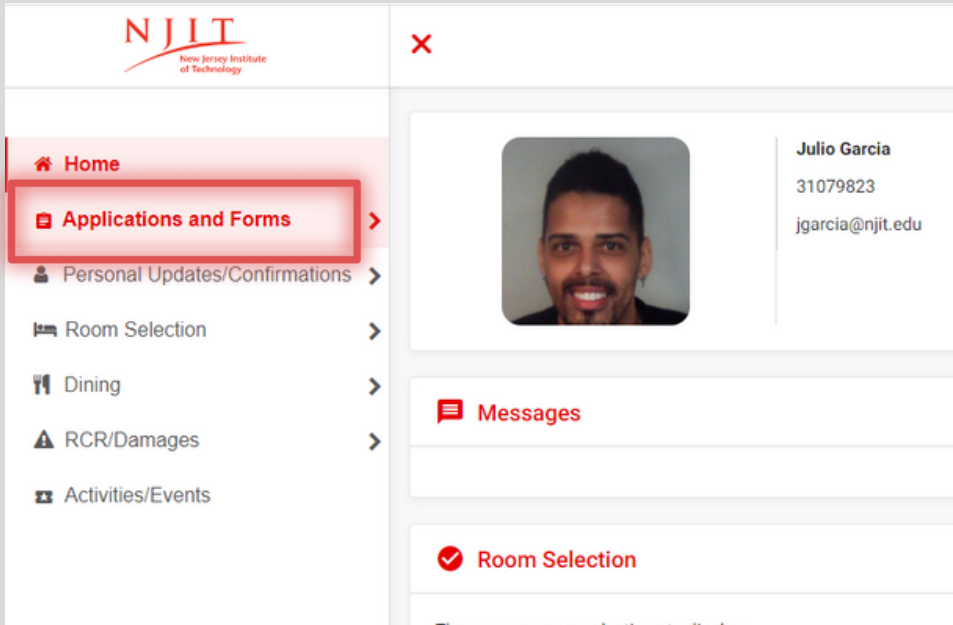 NJIT
New Jersey Institute
of Technology
Home
Applications and Forms
Personal Updates/Confirmations
Room Selection
Dining
RCR/Damages
Activities/Events
Julio Garcia
31079823
jgarcia@njit.edu
Messages
Room Selection